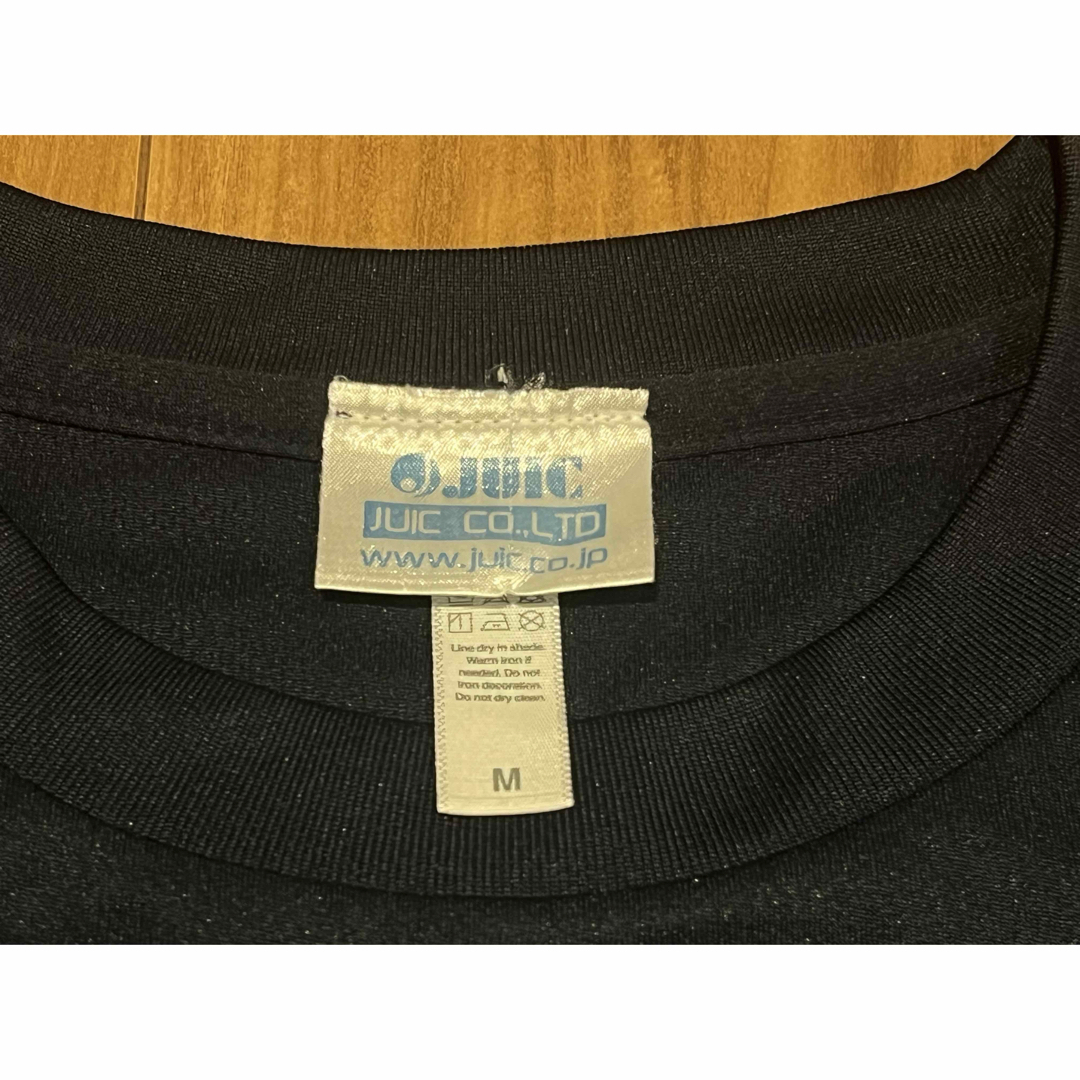 JUIC
JUIC CO.,LTD
www.juic.co.jp
Line dry in shade.
Warm iron if
needed. Do not
iron decoration.
Do not dry clean.
M